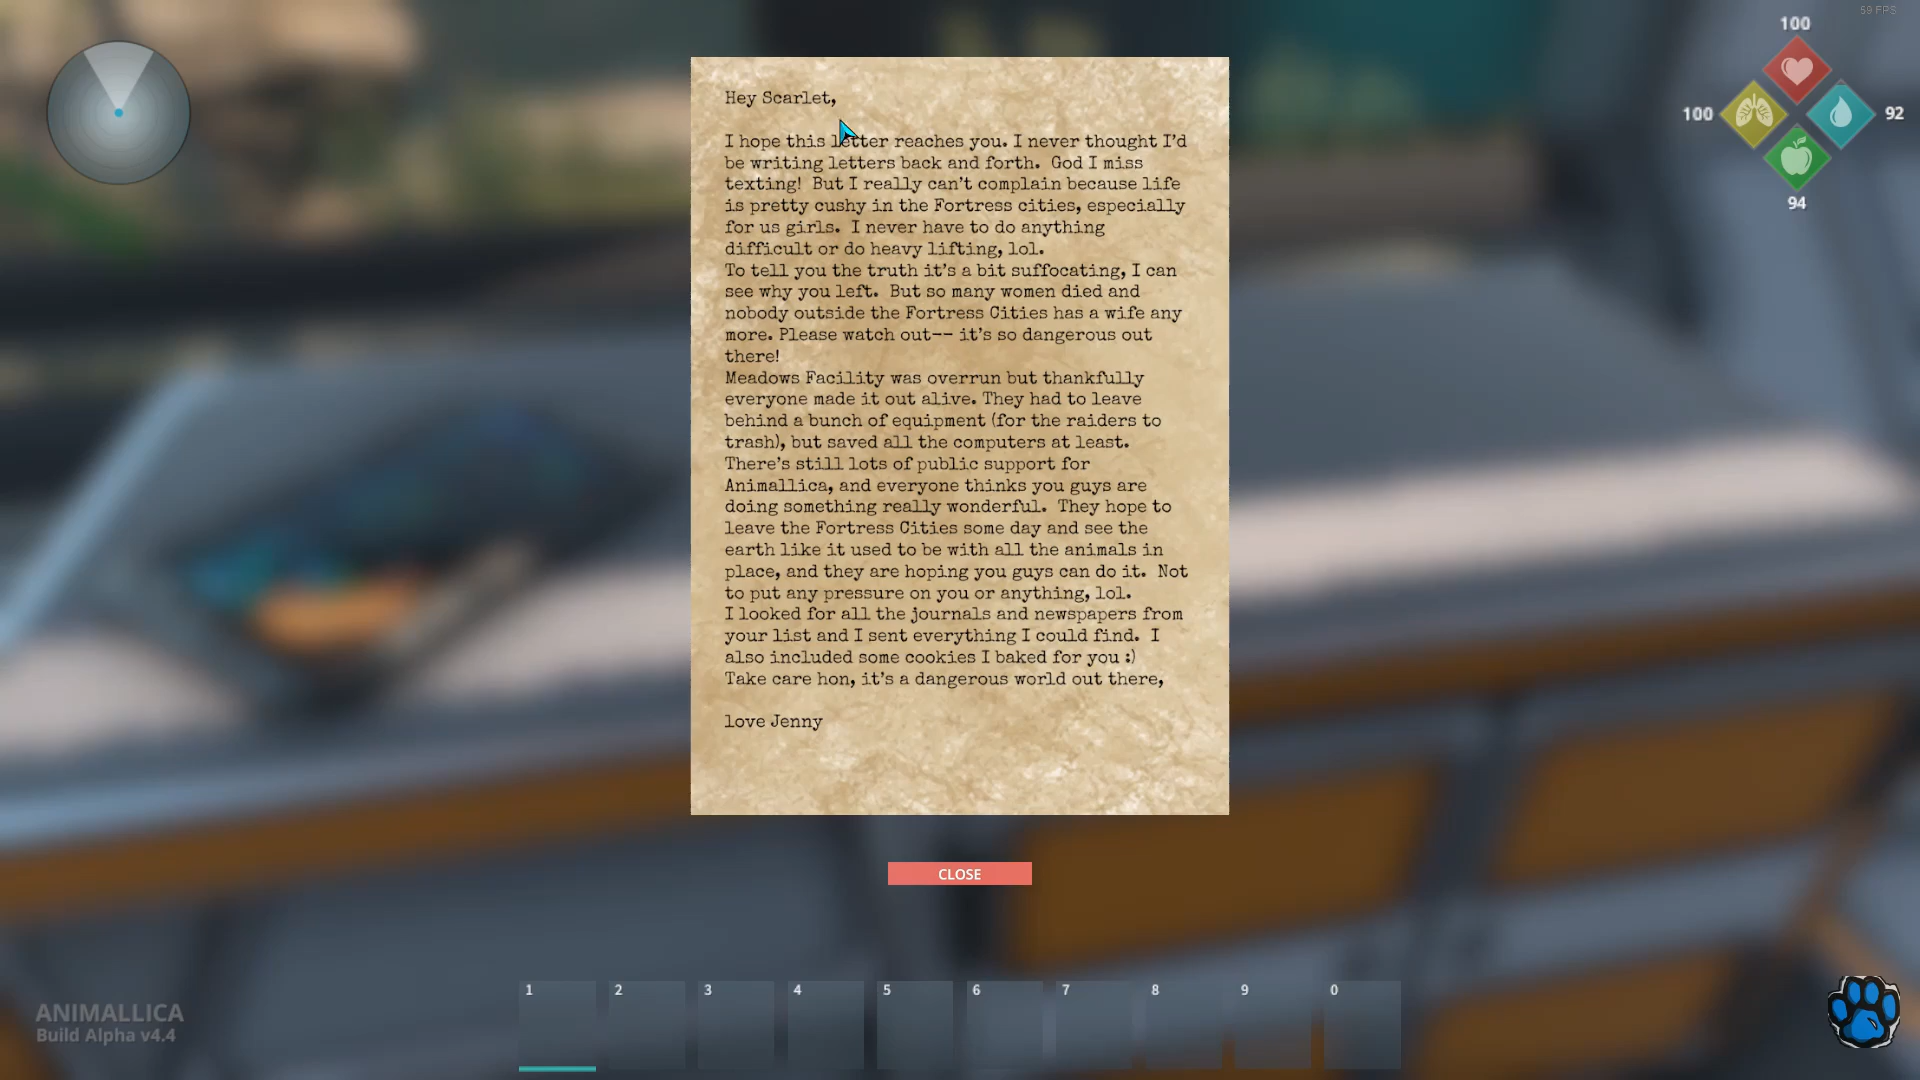 59 FPS
100
100
92
94
Hey Scarlet,
I hope this letter reaches you. I never thought I'd
be writing letters back and forth.  God I miss
texting!  But I really can't complain because life
is pretty cushy in the Fortress cities, especially
for us girls.  I never have to do anything
difficult or do heavy lifting, lol.
To tell you the truth it's a bit suffocating, I can
see why you left.  But so many women died and
nobody outside the Fortress Cities has a wife any
more. Please watch out-- it's so dangerous out
there!
Meadows Facility was overrun but thankfully
everyone made it out alive. They had to leave
behind a bunch of equipment (for the raiders to
trash), but saved all the computers at least.
There's still lots of public support for
Animallica, and everyone thinks you guys are
doing something really wonderful.  They hope to
leave the Fortress Cities some day and see the
earth like it used to be with all the animals in
place, and they are hoping you guys can do it.  Not
to put any pressure on you or anything, lol.
I looked for all the journals and newspapers from
your list and I sent everything I could find.  I
also included some cookies I baked for you :)
Take care hon, it's a dangerous world out there,
love Jenny
CLOSE
1 2 3 4 5 6 7 8 9 0
ANIMALLICA
Build Alpha v4.4